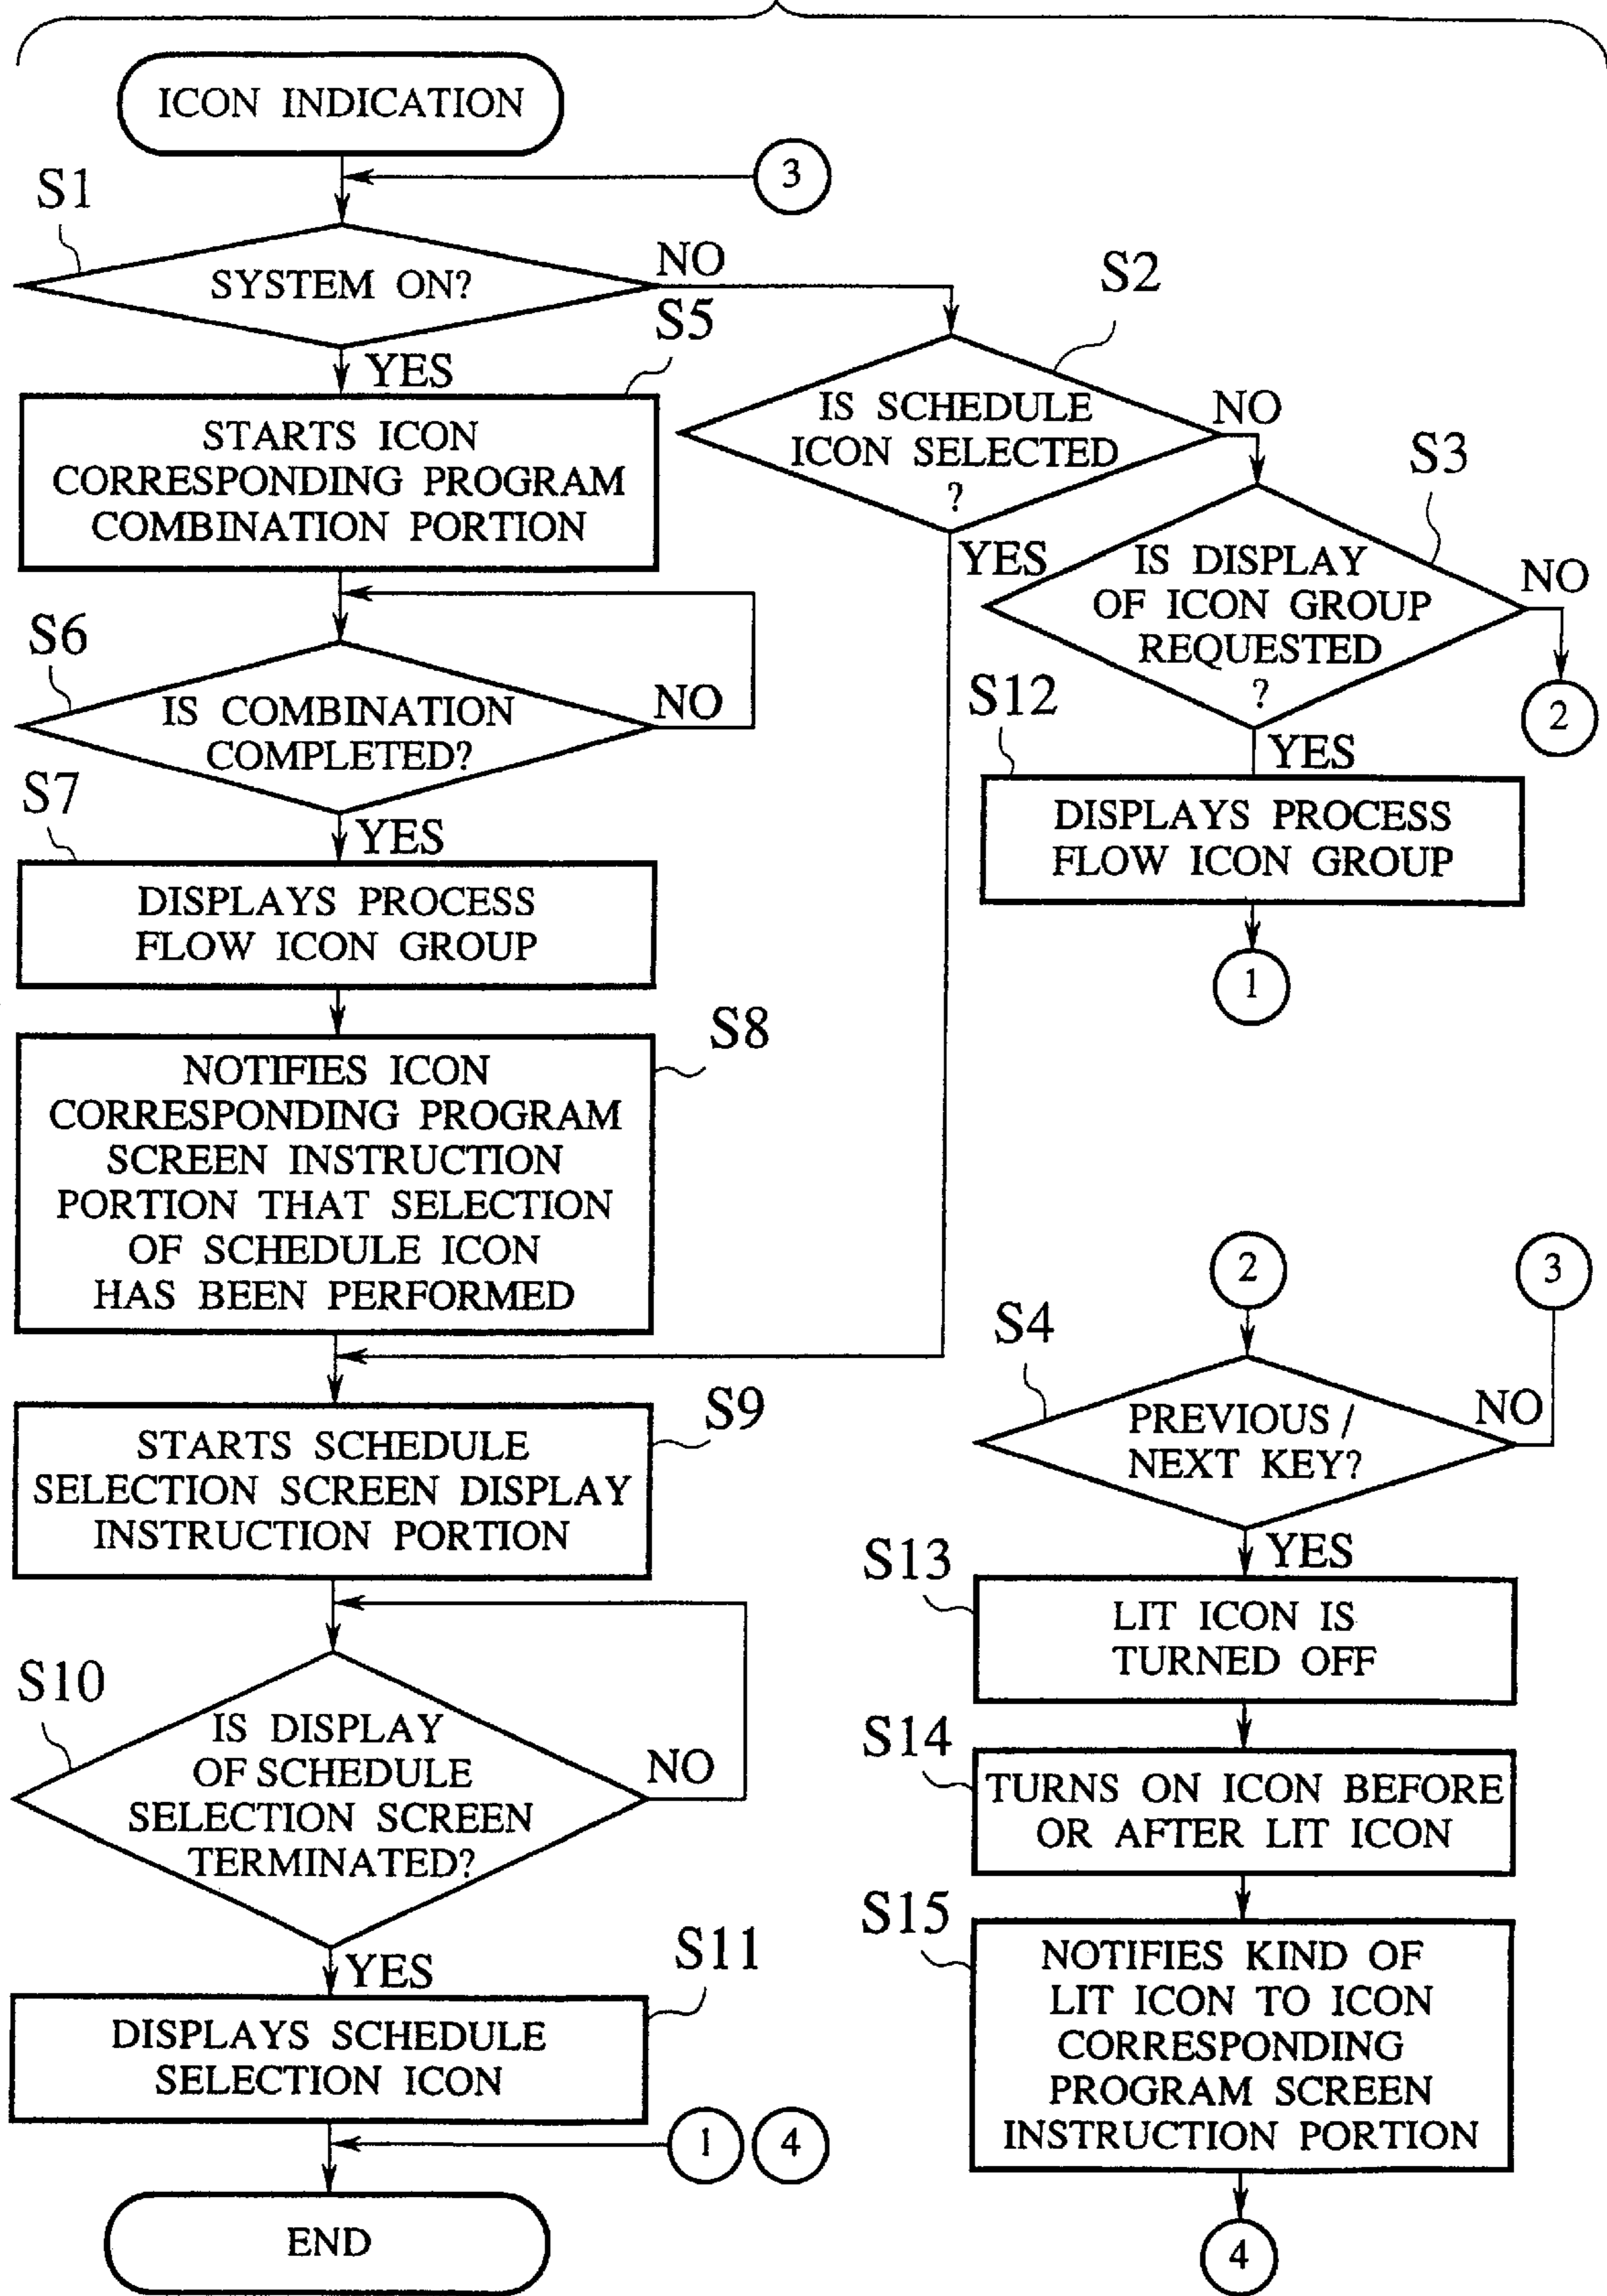 ICON INDICATION
3
S1
SYSTEM ON?
NO
YES
S5
STARTS ICON
CORRESPONDING PROGRAM
COMBINATION PORTION
S6
IS COMBINATION
COMPLETED?
NO
YES
S7
DISPLAYS PROCESS
FLOW ICON GROUP
S8
NOTIFIES ICON
CORRESPONDING PROGRAM
SCREEN INSTRUCTION
PORTION THAT SELECTION
OF SCHEDULE ICON
HAS BEEN PERFORMED
S9
STARTS SCHEDULE
SELECTION SCREEN DISPLAY
INSTRUCTION PORTION
S10
IS DISPLAY
OF SCHEDULE
SELECTION SCREEN
TERMINATED?
NO
YES
S11
DISPLAYS SCHEDULE
SELECTION ICON
1
4
END
S2
IS SCHEDULE
ICON SELECTED
?
NO
YES
S3
IS DISPLAY
OF ICON GROUP
REQUESTED
?
NO
2
YES
S12
DISPLAYS PROCESS
FLOW ICON GROUP
1
2
3
S4
PREVIOUS /
NEXT KEY?
NO
YES
S13
LIT ICON IS
TURNED OFF
S14
TURNS ON ICON BEFORE
OR AFTER LIT ICON
S15
NOTIFIES KIND OF
LIT ICON TO ICON
CORRESPONDING
PROGRAM SCREEN
INSTRUCTION PORTION
4